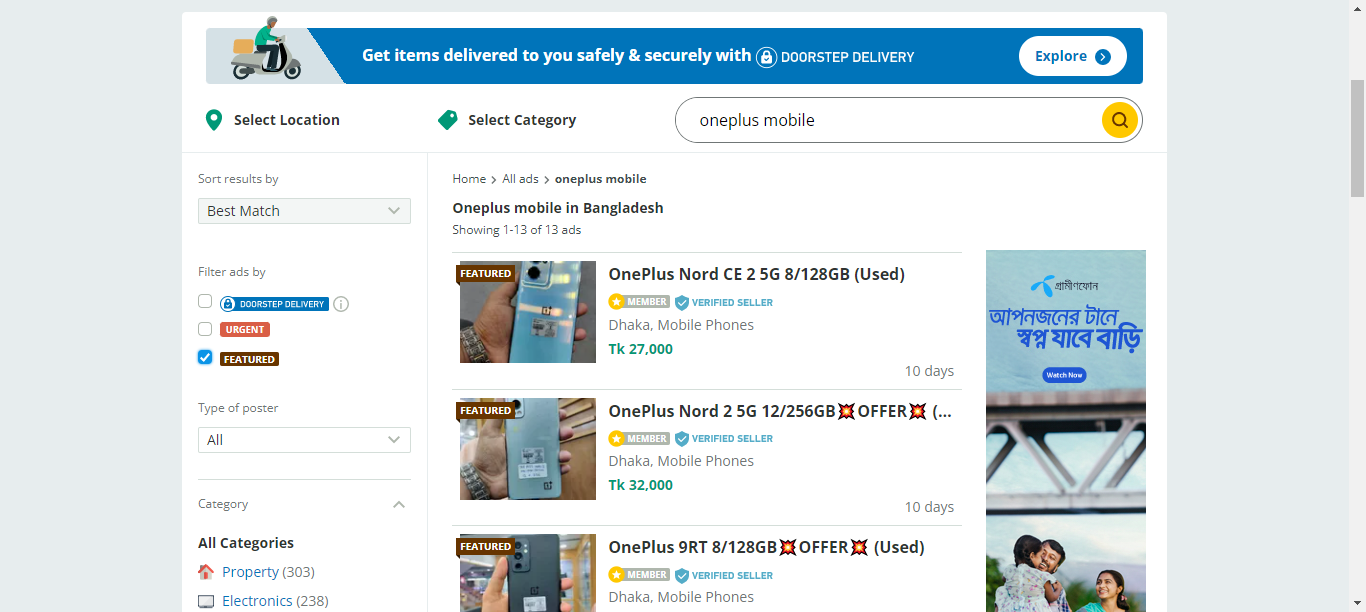 Get items delivered to you safely & securely with DOORSTEP DELIVERY
Explore
Select Location
Select Category
oneplus mobile
Sort results by
Best Match
Filter ads by
DOORSTEP DELIVERY
URGENT
FEATURED
Type of poster
All
Category
All Categories
Property (303)
Electronics (238)
Home > All ads > oneplus mobile
Oneplus mobile in Bangladesh
Showing 1-13 of 13 ads
FEATURED
OnePlus Nord CE 2 5G 8/128GB (Used)
MEMBER VERIFIED SELLER
Dhaka, Mobile Phones
Tk 27,000
10 days
FEATURED
OnePlus Nord 2 5G 12/256GB💥OFFER💥 (...
MEMBER VERIFIED SELLER
Dhaka, Mobile Phones
Tk 32,000
10 days
FEATURED
OnePlus 9RT 8/128GB💥OFFER💥 (Used)
MEMBER VERIFIED SELLER
Dhaka, Mobile Phones
গ্রামীণফোন
আপনজনের টানে
স্বপ্ন যাবে বাড়ি
Watch Now